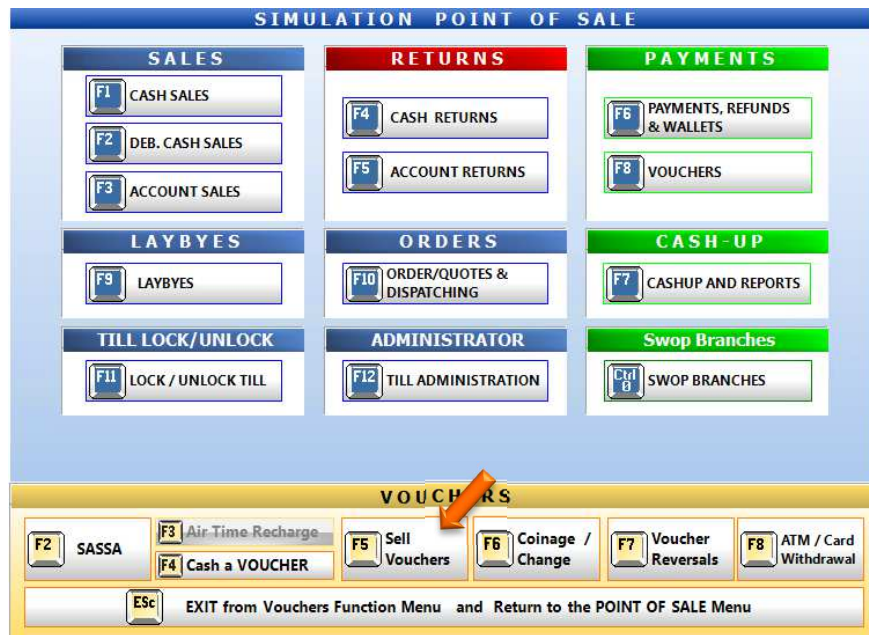 SIMULATION POINT OF SALE
SALES
F1 CASH SALES
F2 DEB. CASH SALES
F3 ACCOUNT SALES
RETURNS
F4 CASH RETURNS
F5 ACCOUNT RETURNS
PAYMENTS
F6 PAYMENTS, REFUNDS
& WALLETS
F8 VOUCHERS
LAYBYES
F9 LAYBYES
ORDERS
F10 ORDER/QUOTES &
DISPATCHING
CASH-UP
F7 CASHUP AND REPORTS
TILL LOCK/UNLOCK
F11 LOCK / UNLOCK TILL
ADMINISTRATOR
F12 TILL ADMINISTRATION
Swop Branches
Ctrl
0
SWOP BRANCHES
VOUCHERS
F2 SASSA
F3 Air Time Recharge
F4 Cash a VOUCHER
F5 Sell
Vouchers
F6 Coinage /
Change
F7 Voucher
Reversals
F8 ATM / Card
Withdrawal
ESc EXIT from Vouchers Function Menu and Return to the POINT OF SALE Menu